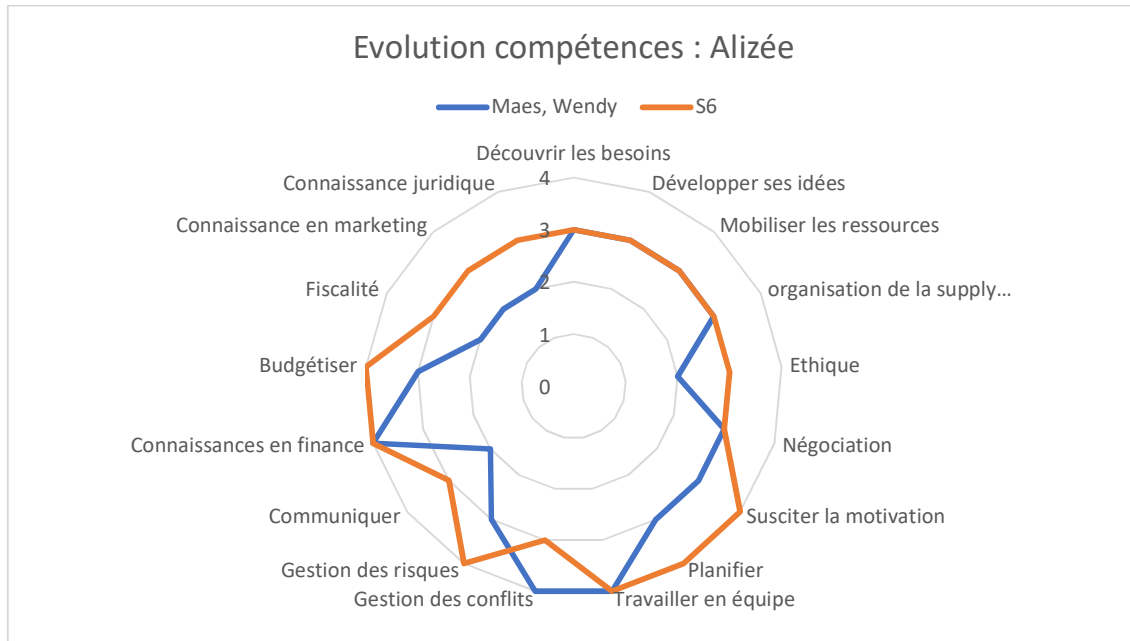 Evolution compétences : Alizée
Maes, Wendy
S6
Découvrir les besoins
Développer ses idées
Mobiliser les ressources
organisation de la supply…
Ethique
Négociation
Susciter la motivation
Planifier
Travailler en équipe
Gestion des conflits
Gestion des risques
Communiquer
Connaissances en finance
Budgétiser
Fiscalité
Connaissance en marketing
Connaissance juridique
4
3
2
1
0